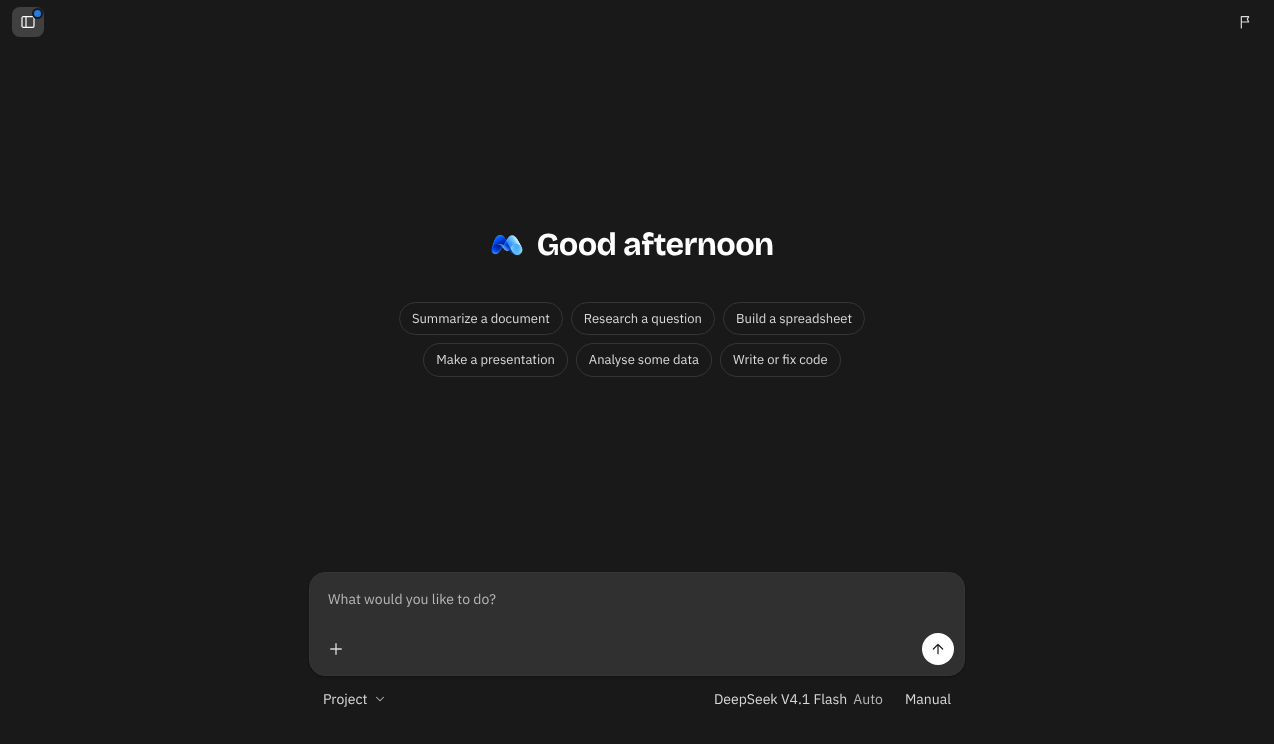 Good afternoon
Summarize a document
Research a question
Build a spreadsheet
Make a presentation
Analyse some data
Write or fix code
What would you like to do?
Project
DeepSeek V4.1 Flash Auto
Manual